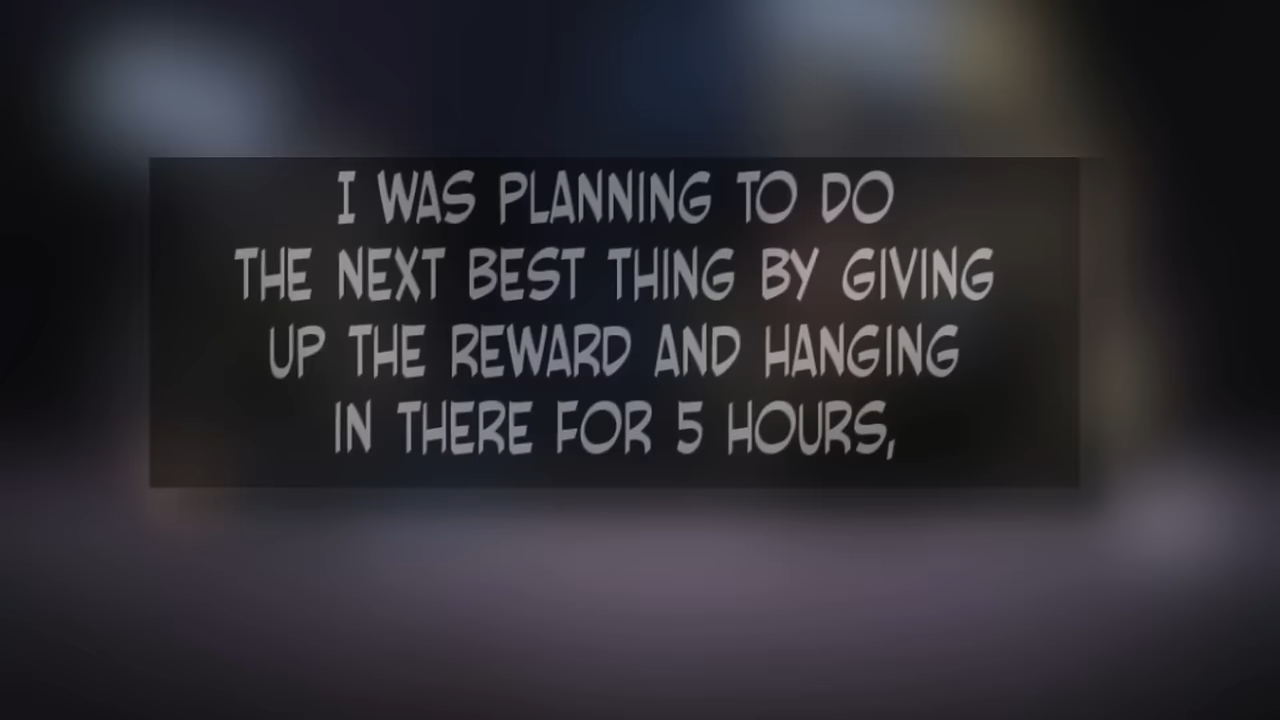 I WAS PLANNING TO DO
THE NEXT BEST THING BY GIVING
UP THE REWARD AND HANGING
IN THERE FOR 5 HOURS,